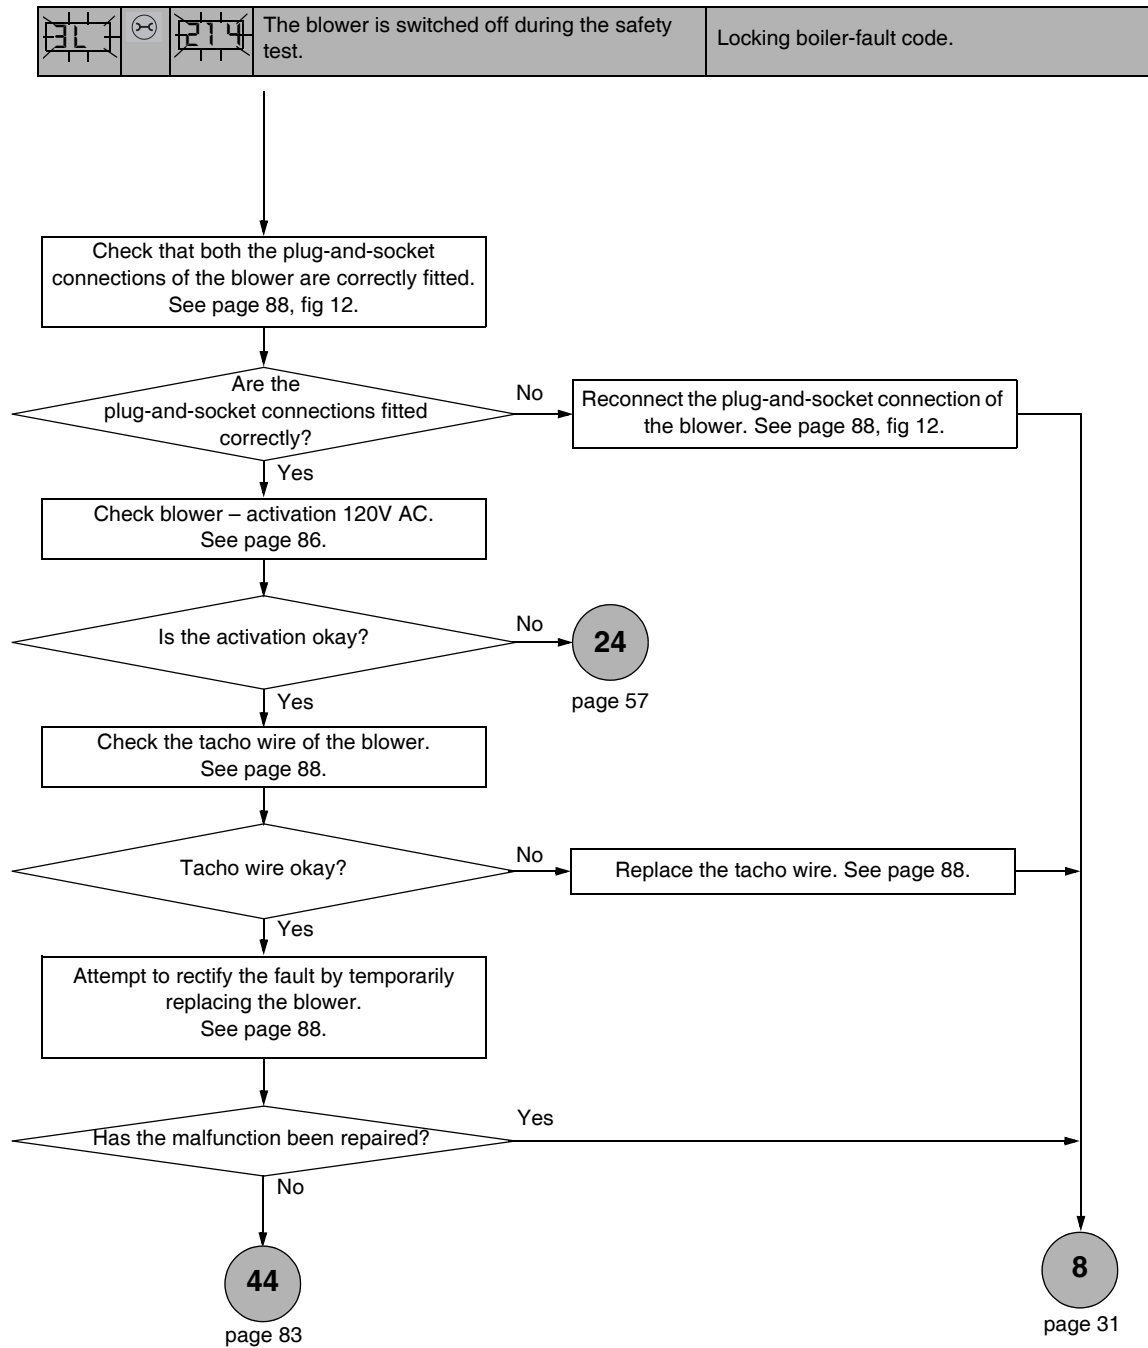 3L
214
The blower is switched off during the safety
test.
Locking boiler-fault code.
Check that both the plug-and-socket
connections of the blower are correctly fitted.
See page 88, fig 12.
Are the
plug-and-socket connections fitted
correctly?
No
Reconnect the plug-and-socket connection of
the blower. See page 88, fig 12.
Yes
Check blower – activation 120V AC.
See page 86.
Is the activation okay?
No
24
page 57
Yes
Check the tacho wire of the blower.
See page 88.
Tacho wire okay?
No
Replace the tacho wire. See page 88.
Yes
Attempt to rectify the fault by temporarily
replacing the blower.
See page 88.
Has the malfunction been repaired?
Yes
No
44
page 83
8
page 31